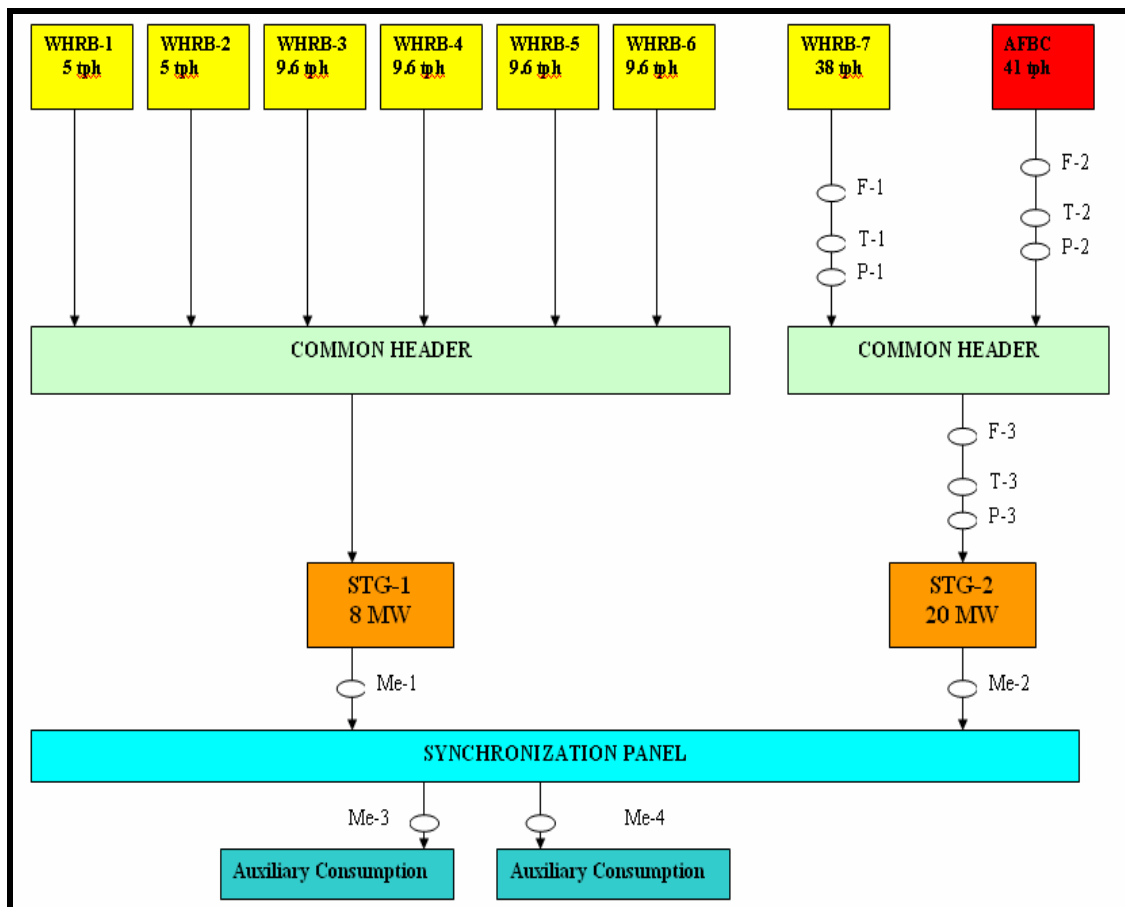 WHRB-1
5 tph
WHRB-2
5 tph
WHRB-3
9.6 tph
WHRB-4
9.6 tph
WHRB-5
9.6 tph
WHRB-6
9.6 tph
WHRB-7
38 tph
AFBC
41 tph
F-1
T-1
P-1
F-2
T-2
P-2
COMMON HEADER
COMMON HEADER
F-3
T-3
P-3
STG-1
8 MW
STG-2
20 MW
Me-1
Me-2
SYNCHRONIZATION PANEL
Me-3
Me-4
Auxiliary Consumption
Auxiliary Consumption